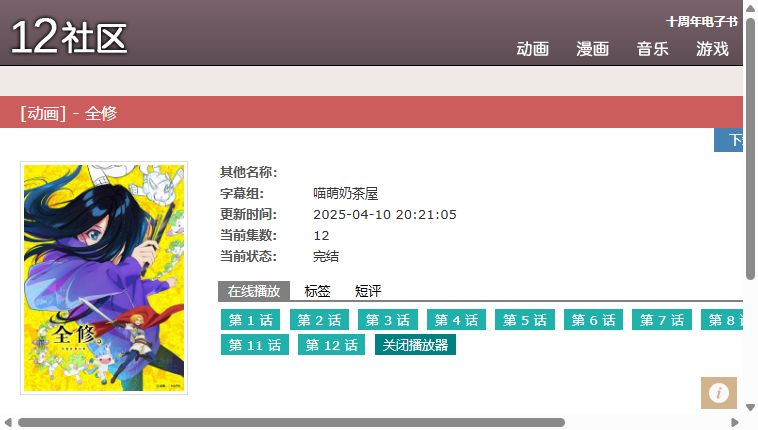 12社区
十周年电子书
动画 漫画 音乐 游戏
[动画] - 全修
其他名称:
字幕组: 喵萌奶茶屋
更新时间: 2025-04-10 20:21:05
当前集数: 12
当前状态: 完结
全修。
在线播放 标签 短评
第 1 话 第 2 话 第 3 话 第 4 话 第 5 话 第 6 话 第 7 话 第 8
第 11 话 第 12 话 关闭播放器